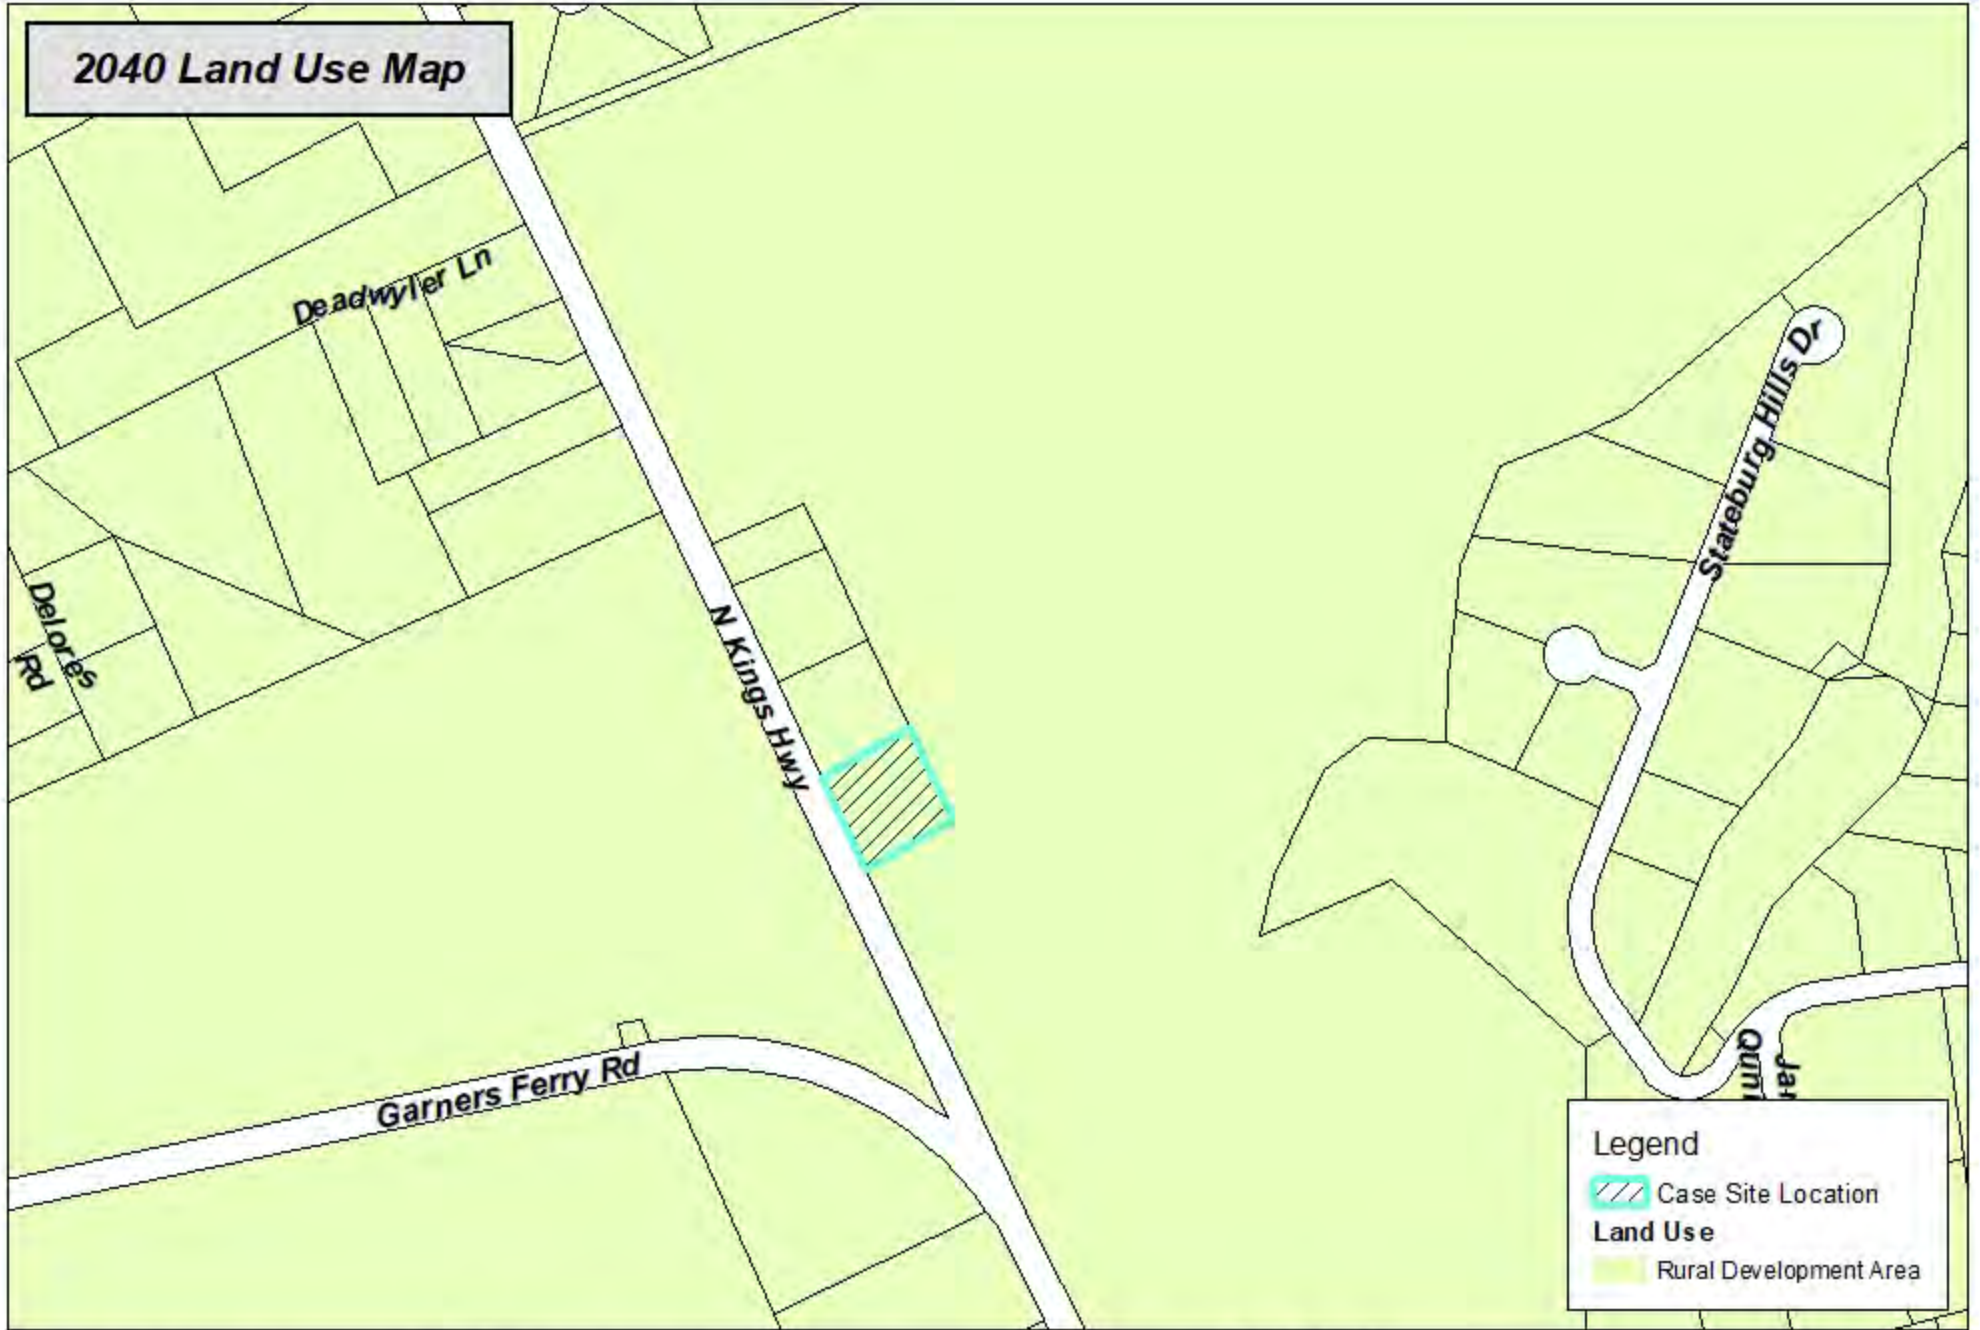 2040 Land Use Map
Deadwyler Ln
Stateburg Hills Dr
Delores
Rd
N Kings Hwy
Garners Ferry Rd
Legend
Case Site Location
Land Use
Rural Development Area